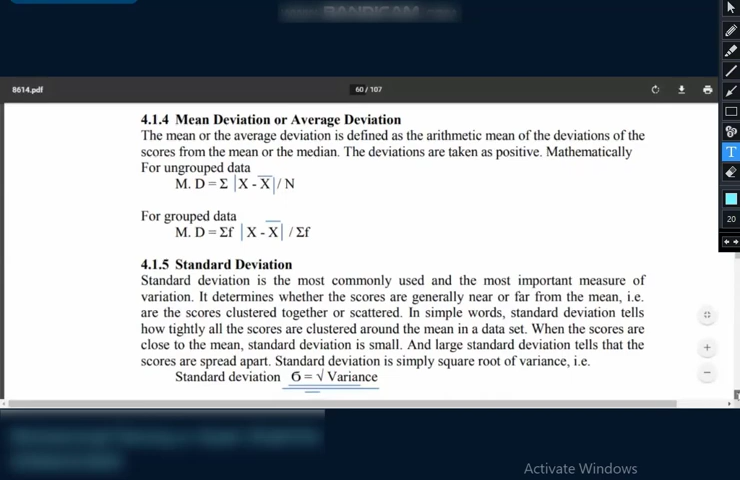 www.BANDICAM.com
8614.pdf
60 / 107
4.1.4 Mean Deviation or Average Deviation
The mean or the average deviation is defined as the arithmetic mean of the deviations of the
scores from the mean or the median. The deviations are taken as positive. Mathematically
For ungrouped data
M. D = Σ |X - X̅| / N
For grouped data
M. D = Σf | X - X̅| / Σf
4.1.5 Standard Deviation
Standard deviation is the most commonly used and the most important measure of
variation. It determines whether the scores are generally near or far from the mean, i.e.
are the scores clustered together or scattered. In simple words, standard deviation tells
how tightly all the scores are clustered around the mean in a data set. When the scores are
close to the mean, standard deviation is small. And large standard deviation tells that the
scores are spread apart. Standard deviation is simply square root of variance, i.e.
Standard deviation Ϭ = √ Variance
T
20
Activate Windows